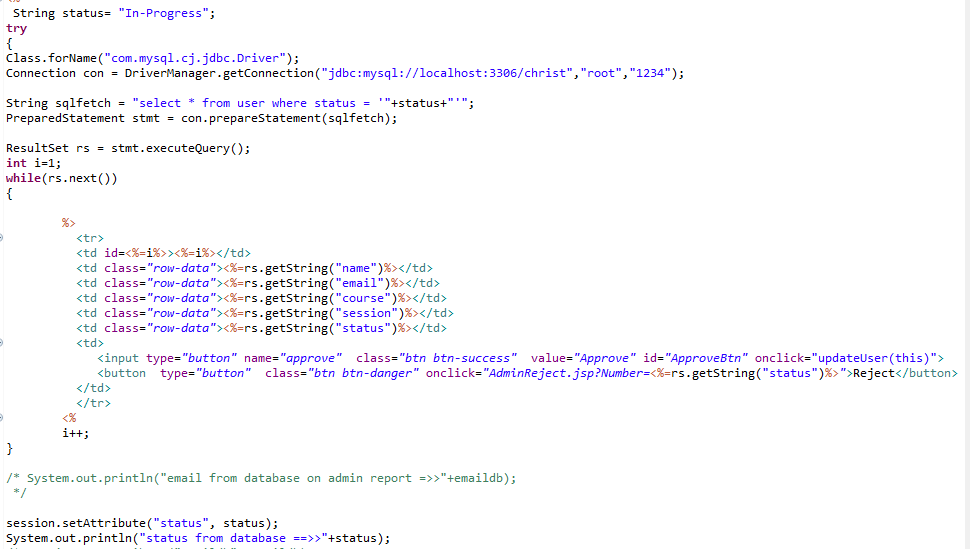 String status= "In-Progress";
try
{
Class.forName("com.mysql.cj.jdbc.Driver");
Connection con = DriverManager.getConnection("jdbc:mysql://localhost:3306/christ","root","1234");
String sqlfetch = "select * from user where status = '"+status+"'";
PreparedStatement stmt = con.prepareStatement(sqlfetch);
ResultSet rs = stmt.executeQuery();
int i=1;
while(rs.next())
{
%>
<tr>
<td id=<%=i%>><%=i%></td>
<td class="row-data"><%=rs.getString("name")%></td>
<td class="row-data"><%=rs.getString("email")%></td>
<td class="row-data"><%=rs.getString("course")%></td>
<td class="row-data"><%=rs.getString("session")%></td>
<td class="row-data"><%=rs.getString("status")%></td>
<td>
<input type="button" name="approve"  class="btn btn-success"  value="Approve" id="ApproveBtn" onclick="updateUser(this)">
<button  type="button"  class="btn btn-danger" onclick="AdminReject.jsp?Number=<%=rs.getString("status")%>">Reject</button>
</td>
</tr>
<%
i++;
}
/* System.out.println("email from database on admin report =>>"+emaildb);
*/
session.setAttribute("status", status);
System.out.println("status from database ==>>"+status);